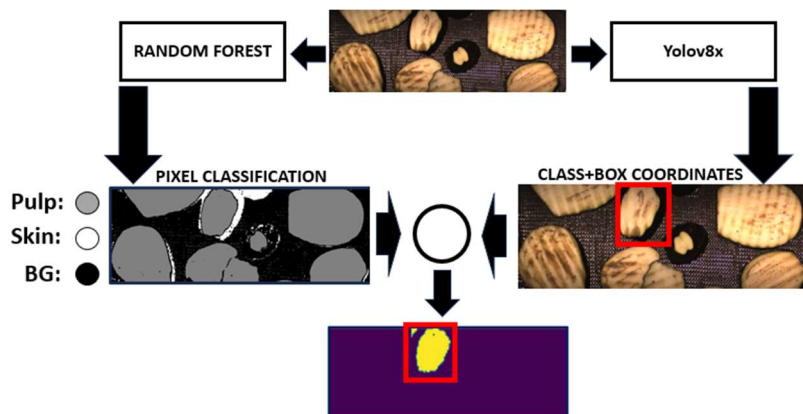 RANDOM FOREST
Yolov8x
PIXEL CLASSIFICATION
CLASS+BOX COORDINATES
Pulp:
Skin:
BG: